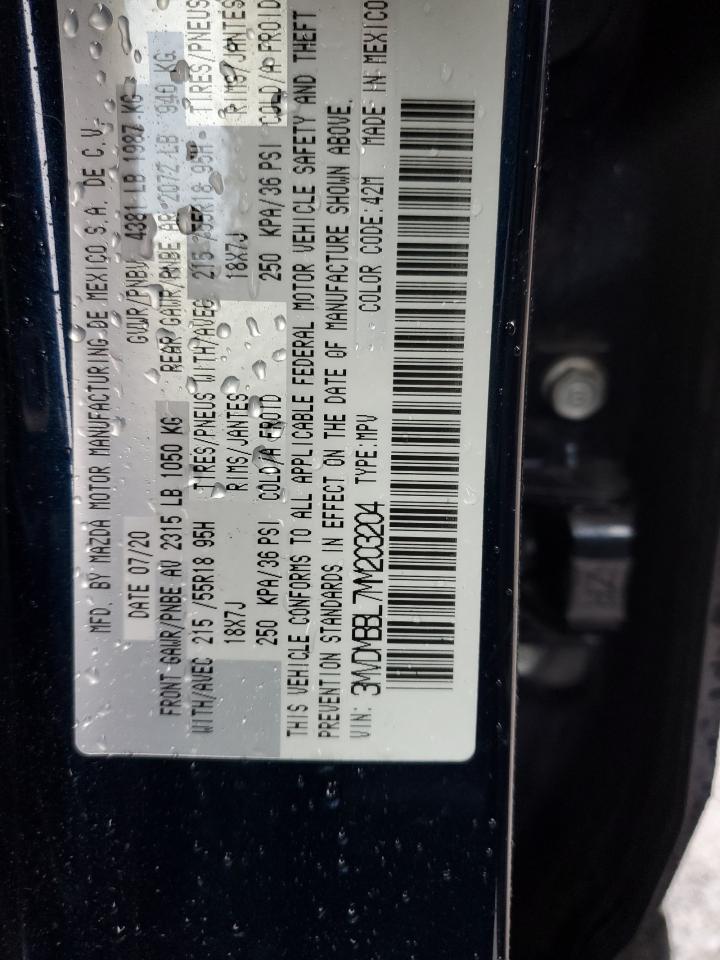 MFD. BY MAZDA MOTOR MANUFACTURING DE MEXICO S.A. DE C.V.
DATE 07/20 GVWR/PNBV 4381 LB 1987 KG
FRONT GAWR/PNBE AV 2315 LB 1050 KG REAR GAWR/PNBE AR 2072 LB 940 KG
WITH/AVEC 215 /55R18 95H TIRES/PNEUS WITH/AVEC 215 /55R18 95H TIRES/PNEUS
18X7J RIMS/JANTES 18X7J RIMS/JANTES
250 KPA/36 PSI COLD/A FROID 250 KPA/36 PSI COLD/A FROID
THIS VEHICLE CONFORMS TO ALL APPLICABLE FEDERAL MOTOR VEHICLE SAFETY AND THEFT
PREVENTION STANDARDS IN EFFECT ON THE DATE OF MANUFACTURE SHOWN ABOVE.
VIN: 3MVDMBBL7MM203204 TYPE:MPV COLOR CODE:42M MADE IN MEXICO